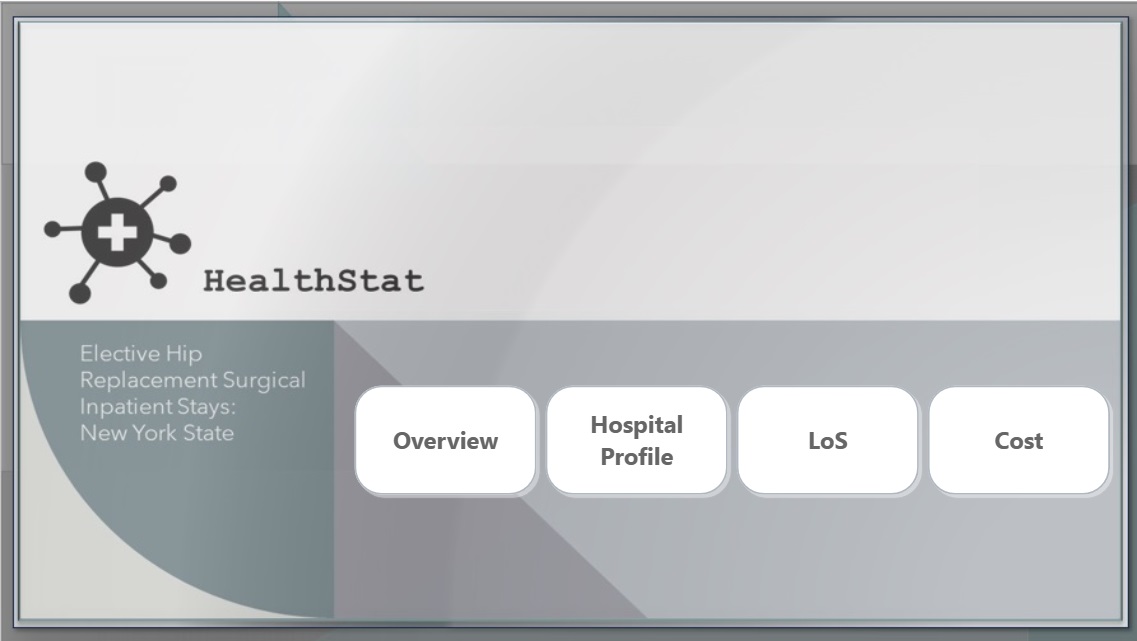 HealthStat
Elective Hip
Replacement Surgical
Inpatient Stays:
New York State
Overview
Hospital
Profile
LoS
Cost